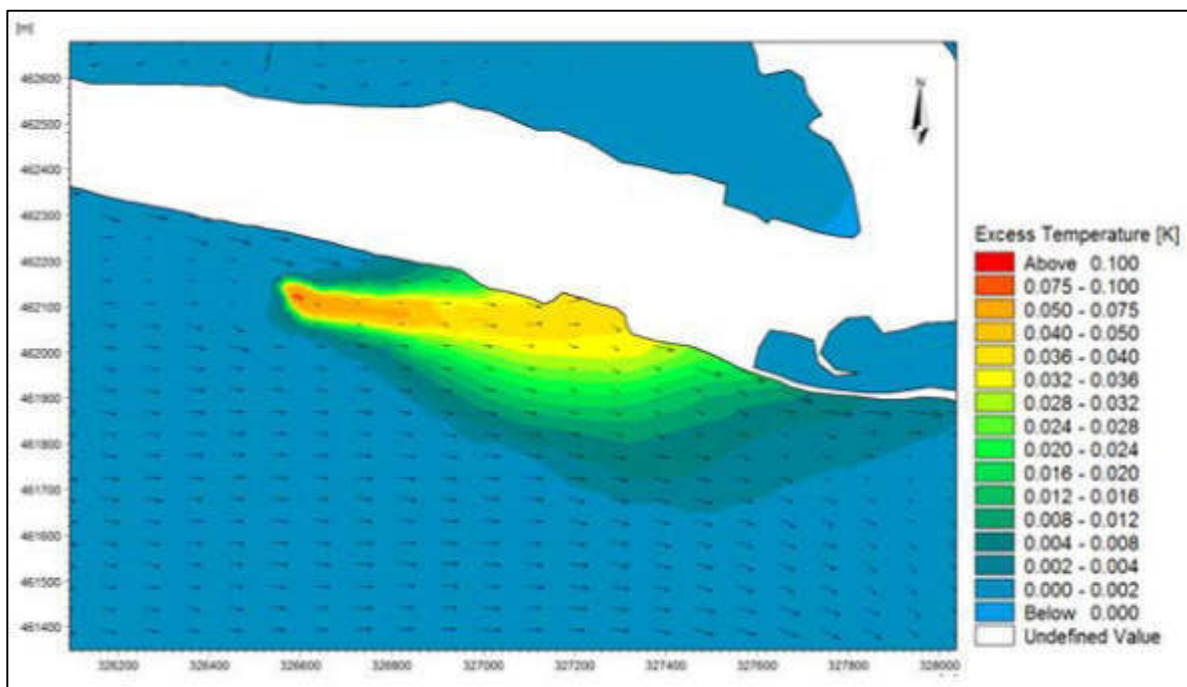 [m]
N
462600
462500
462400
462300
462200
462100
462000
461900
461800
461700
461600
461500
461400
326200 326400 326600 326800 327000 327200 327400 327600 327800 328000
Excess Temperature [K]
Above 0.100
0.075 - 0.100
0.050 - 0.075
0.040 - 0.050
0.036 - 0.040
0.032 - 0.036
0.028 - 0.032
0.024 - 0.028
0.020 - 0.024
0.016 - 0.020
0.012 - 0.016
0.008 - 0.012
0.004 - 0.008
0.002 - 0.004
0.000 - 0.002
Below 0.000
Undefined Value